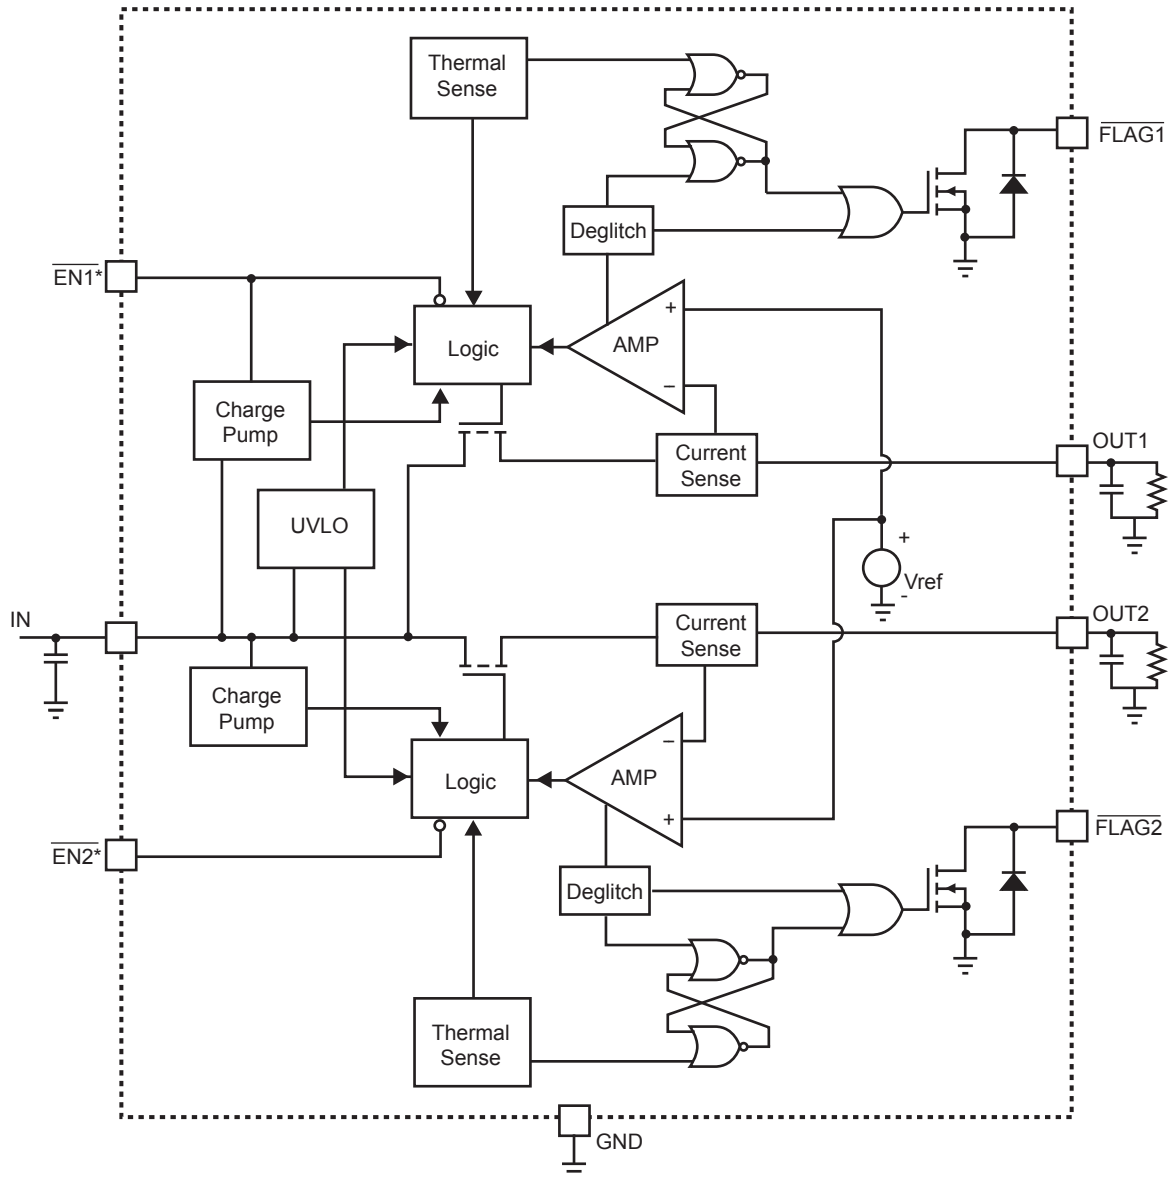 Thermal
Sense
FLAG1
Deglitch
EN1*
+
Logic
AMP
−
Charge
Pump
Current
Sense
OUT1
UVLO
+
Vref
-
IN
Current
Sense
OUT2
Charge
Pump
−
Logic
AMP
+
FLAG2
EN2*
Deglitch
Thermal
Sense
GND